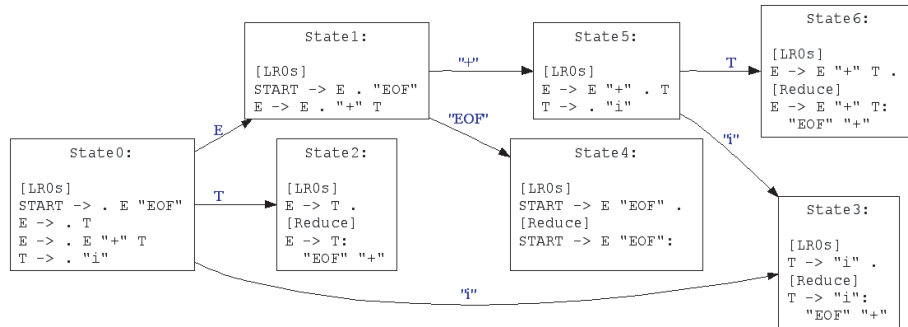 State0:
[LR0s]
START -> . E "EOF"
E -> . T
E -> . E "+" T
T -> . "i"
E
T
"i"
State1:
[LR0s]
START -> E . "EOF"
E -> E . "+" T
State2:
[LR0s]
E -> T .
[Reduce]
E -> T:
"EOF" "+"
"+"
"EOF"
State5:
[LR0s]
E -> E "+" . T
T -> . "i"
State4:
[LR0s]
START -> E "EOF" .
[Reduce]
START -> E "EOF":
T
"i"
State6:
[LR0s]
E -> E "+" T .
[Reduce]
E -> E "+" T:
"EOF" "+"
State3:
[LR0s]
T -> "i" .
[Reduce]
T -> "i":
"EOF" "+"